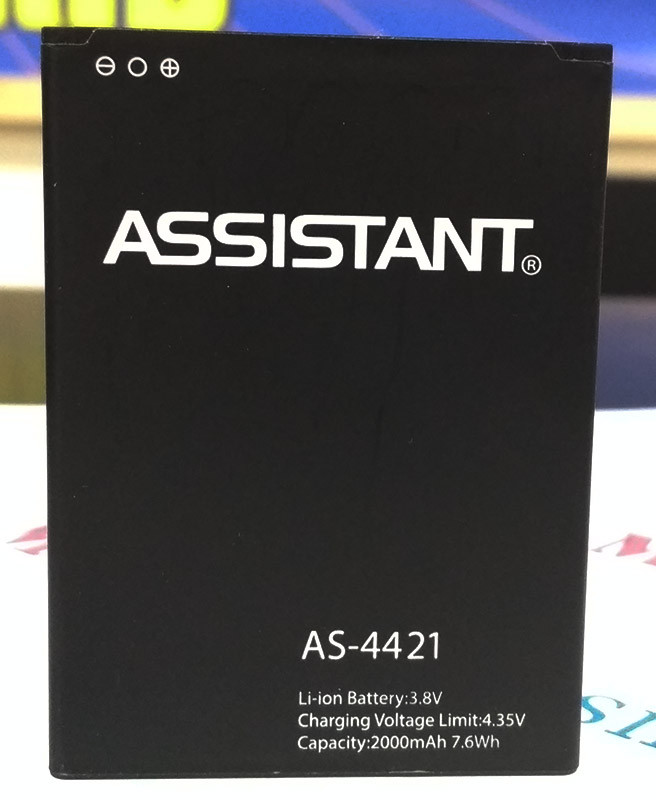 ⊖ ○ ⊕
ASSISTANT®
AS-4421
Li-ion Battery:3.8V
Charging Voltage Limit:4.35V
Capacity:2000mAh 7.6Wh